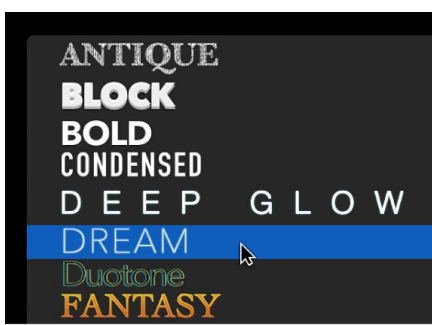 ANTIQUE
BLOCK
BOLD
CONDENSED
DEEP GLOW
DREAM
Duotone
FANTASY